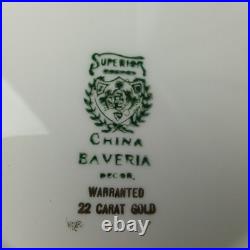 SUPERIOR
CHINA
BAVERIA
DECOR.
WARRANTED
22 CARAT GOLD